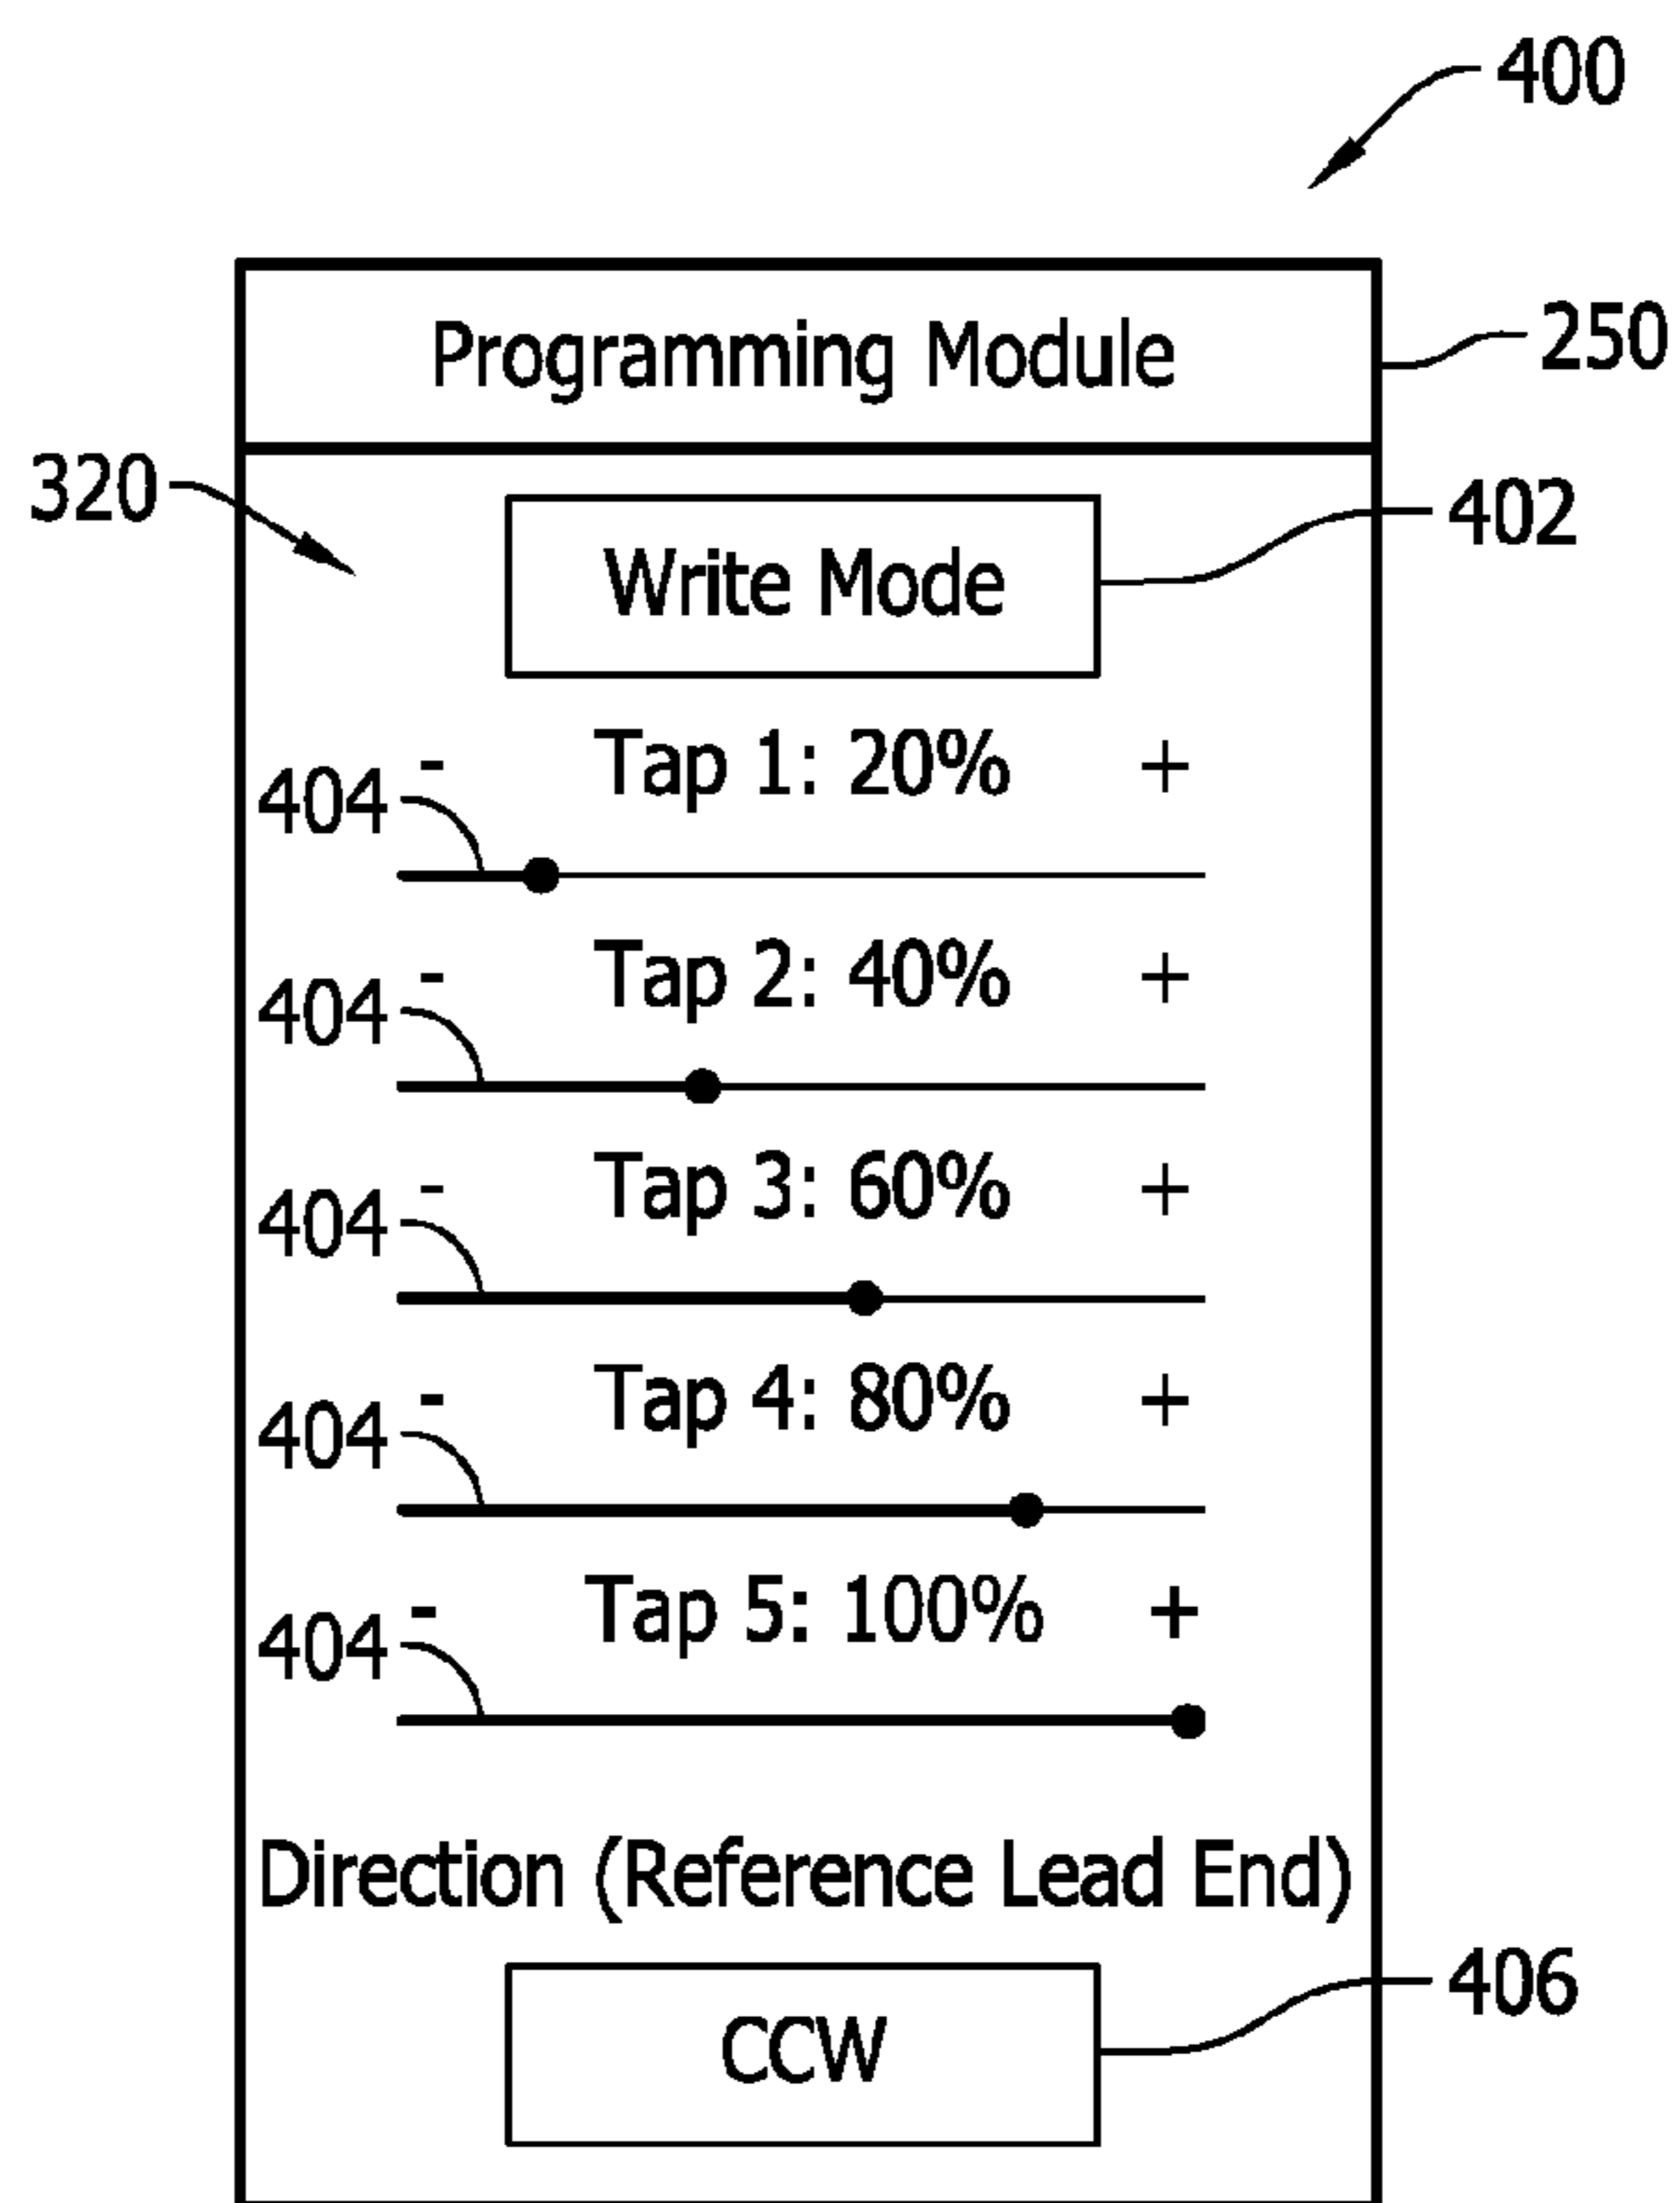 400
Programming Module 250
320
Write Mode 402
- Tap 1: 20% +
404
- Tap 2: 40% +
404
- Tap 3: 60% +
404
- Tap 4: 80% +
404
- Tap 5: 100% +
404
Direction (Reference Lead End)
406
CCW